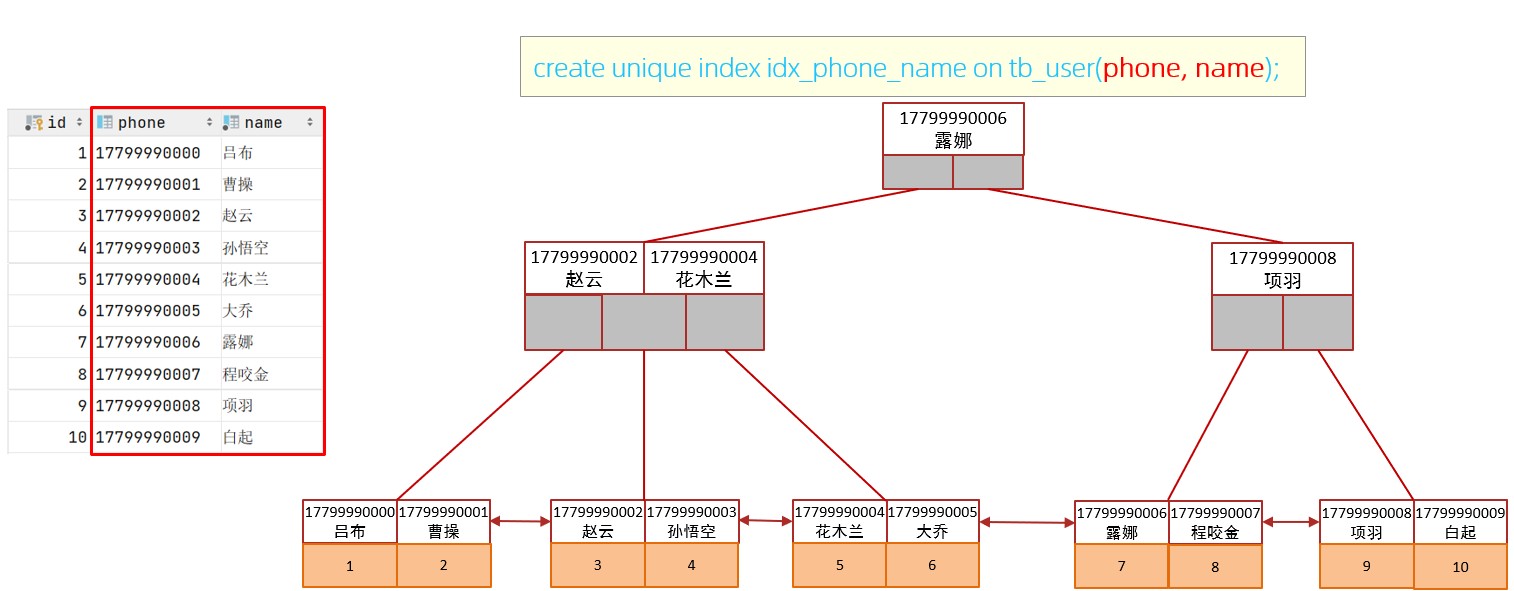 create unique index idx_phone_name on tb_user(phone, name);
id phone name
1 17799990000 吕布
2 17799990001 曹操
3 17799990002 赵云
4 17799990003 孙悟空
5 17799990004 花木兰
6 17799990005 大乔
7 17799990006 露娜
8 17799990007 程咬金
9 17799990008 项羽
10 17799990009 白起
17799990006
露娜
17799990002 17799990004
赵云 花木兰
17799990008
项羽
17799990000 17799990001 17799990002 17799990003 17799990004 17799990005 17799990006 17799990007 17799990008 17799990009
吕布 曹操 赵云 孙悟空 花木兰 大乔 露娜 程咬金 项羽 白起
1 2 3 4 5 6 7 8 9 10